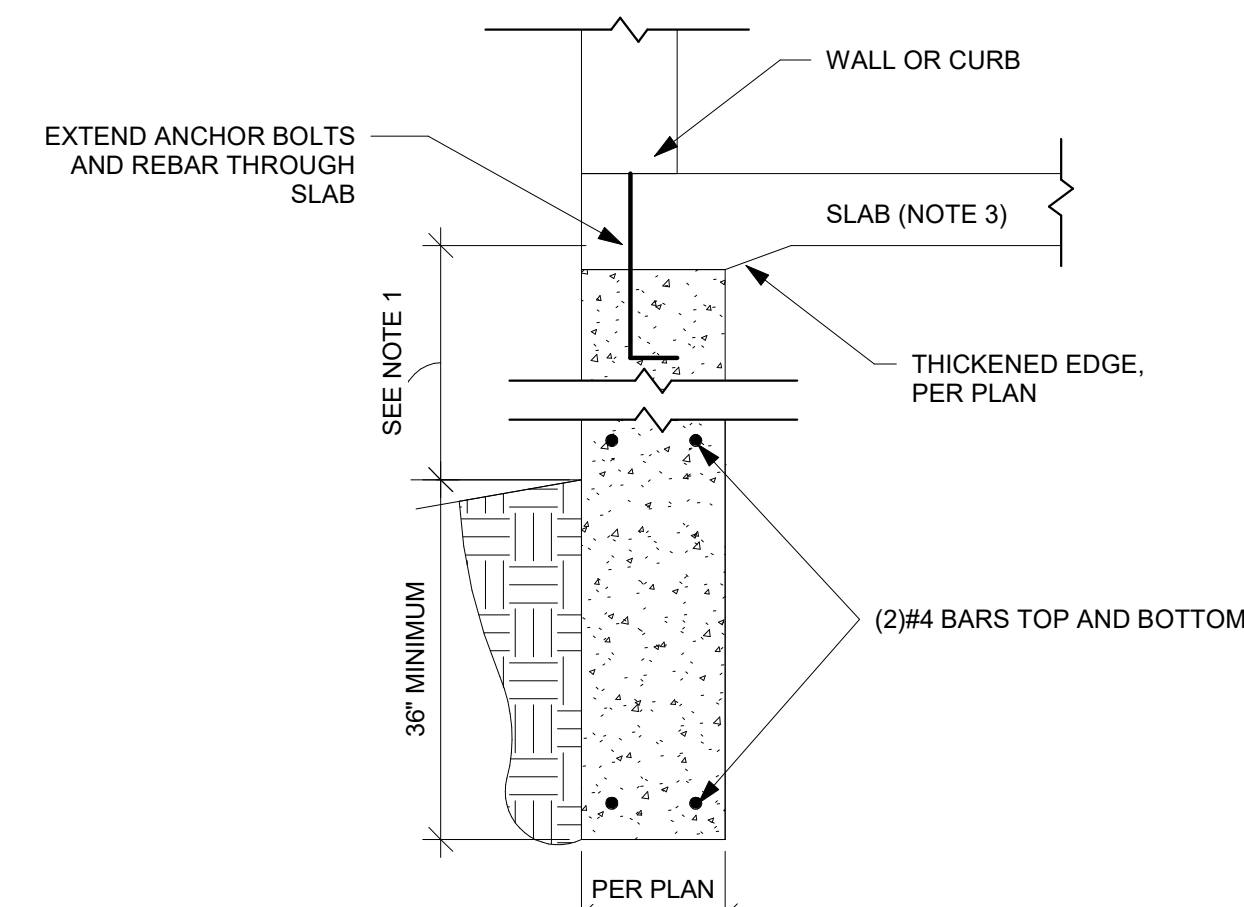 WALL OR CURB
EXTEND ANCHOR BOLTS
AND REBAR THROUGH
SLAB
SLAB (NOTE 3)
SEE NOTE 1
THICKENED EDGE,
PER PLAN
36" MINIMUM
(2)#4 BARS TOP AND BOTTOM
PER PLAN